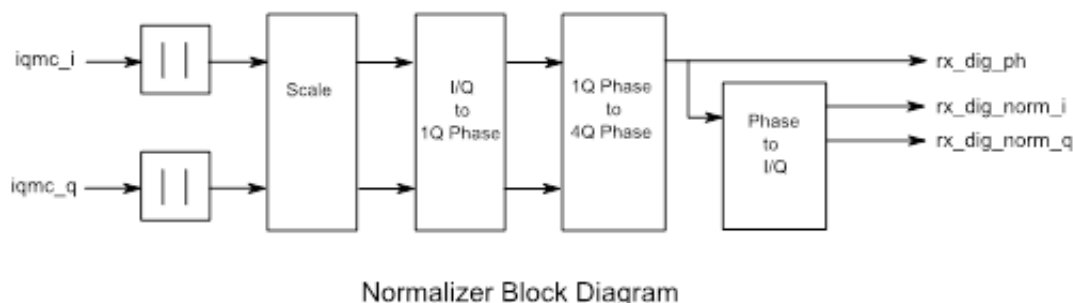 iqmc_i
| |
Scale
I/Q
to
1Q Phase
1Q Phase
to
4Q Phase
rx_dig_ph
rx_dig_norm_i
rx_dig_norm_q
Phase
to
I/Q
iqmc_q
| |
Normalizer Block Diagram